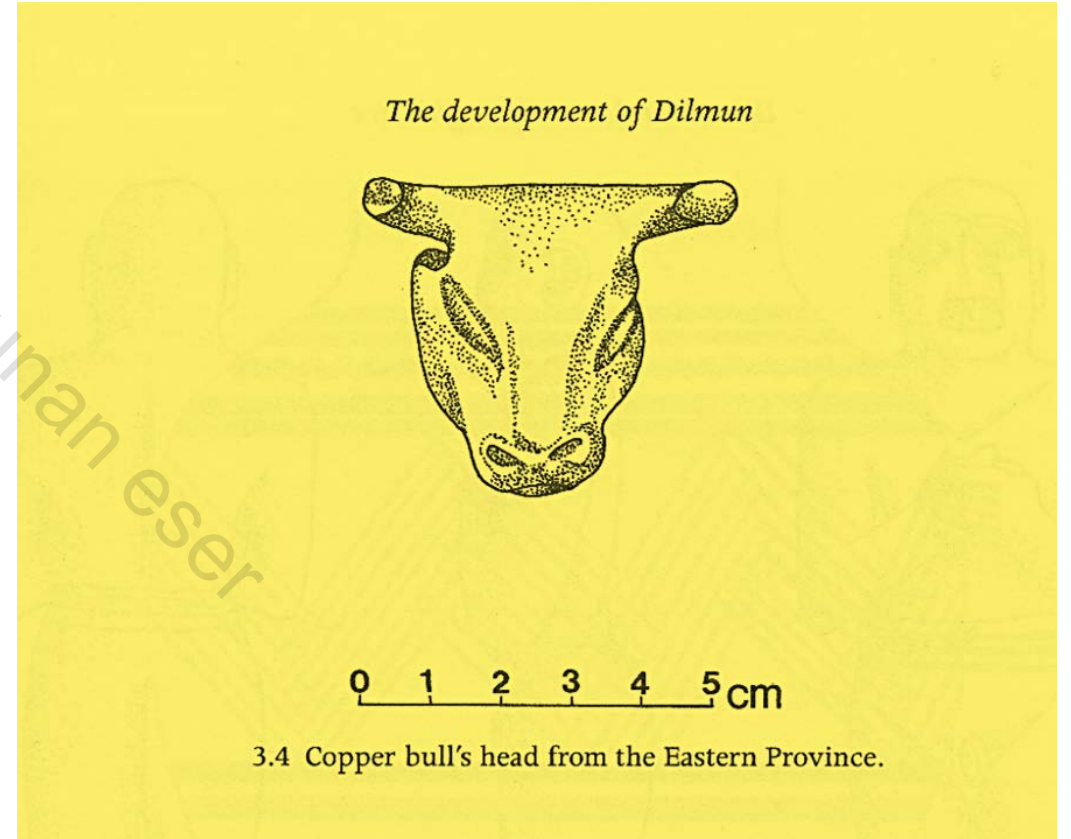 The development of Dilmun
0 1 2 3 4 5 cm
3.4 Copper bull's head from the Eastern Province.
eser